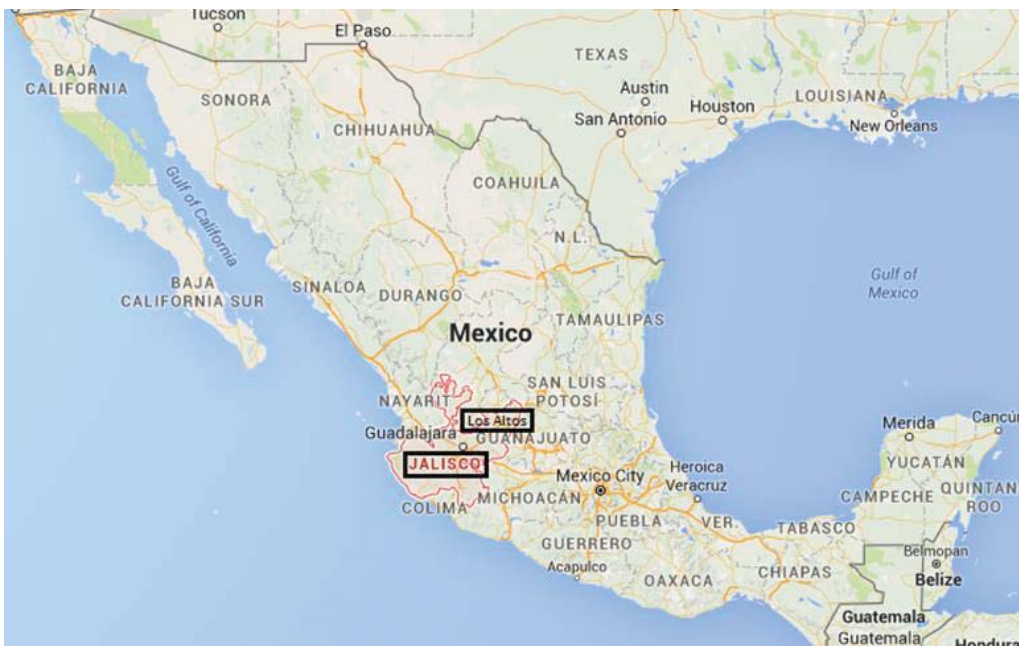 Tucson
El Paso
TEXAS
BAJA
CALIFORNIA
SONORA
Austin
Houston
LOUISIANA
San Antonio
New Orleans
CHIHUAHUA
COAHUILA
Gulf of California
N.L.
Gulf of
Mexico
BAJA
CALIFORNIA SUR
SINALOA
DURANGO
TAMAULIPAS
Mexico
SAN LUIS
POTOSÍ
NAYARIT
Los Altos
Guadalajara
GUANAJUATO
JALISCO
Merida
Cancú
YUCATÁN
Mexico City
Heroica
Veracruz
CAMPECHE
QUINTAN
ROO
MICHOACÁN
COLIMA
PUEBLA
VER.
TABASCO
GUERRERO
Acapulco
OAXACA
CHIAPAS
Belmopan
Belize
Guatemala
Guatemala
Hondura